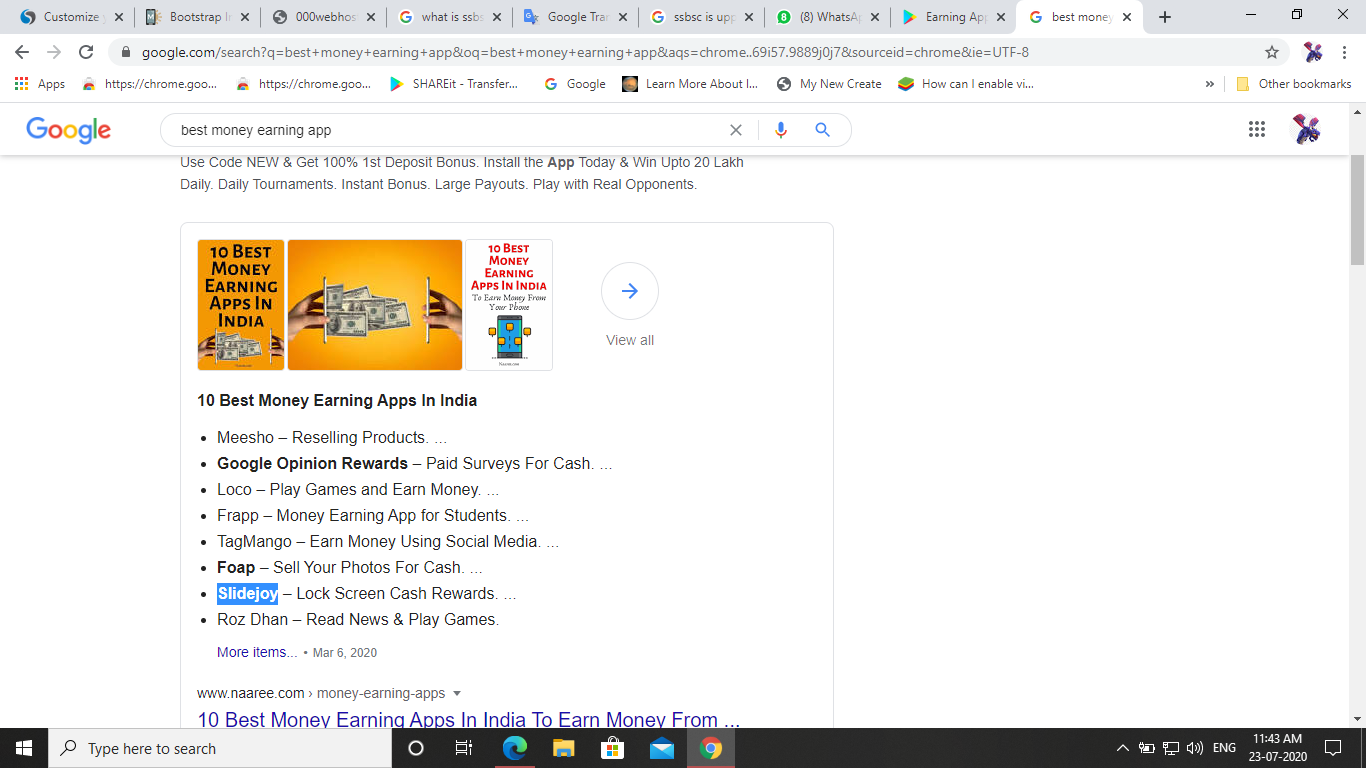 Customize y
Bootstrap In
000webhos
what is ssbs
Google Tran
ssbsc is upp
(8) WhatsAp
Earning App
best money
google.com/search?q=best+money+earning+app&oq=best+money+earning+app&aqs=chrome..69i57.9889j0j7&sourceid=chrome&ie=UTF-8
Apps
https://chrome.goo...
https://chrome.goo...
SHAREit - Transfer...
Google
Learn More About I...
My New Create
How can I enable vi...
»
Other bookmarks
Google
best money earning app
Use Code NEW & Get 100% 1st Deposit Bonus. Install the App Today & Win Upto 20 Lakh
Daily. Daily Tournaments. Instant Bonus. Large Payouts. Play with Real Opponents.
10 Best
Money
Earning
Apps In
India
10 Best
Money
Earning
Apps In India
To Earn Money From
Your Phone
Naaree.com
View all
10 Best Money Earning Apps In India
• Meesho – Reselling Products. ...
• Google Opinion Rewards – Paid Surveys For Cash. ...
• Loco – Play Games and Earn Money. ...
• Frapp – Money Earning App for Students. ...
• TagMango – Earn Money Using Social Media. ...
• Foap – Sell Your Photos For Cash. ...
• Slidejoy – Lock Screen Cash Rewards. ...
• Roz Dhan – Read News & Play Games.
More items... • Mar 6, 2020
www.naaree.com › money-earning-apps
10 Best Money Earning Apps In India To Earn Money From ...
Type here to search
ENG
11:43 AM
23-07-2020